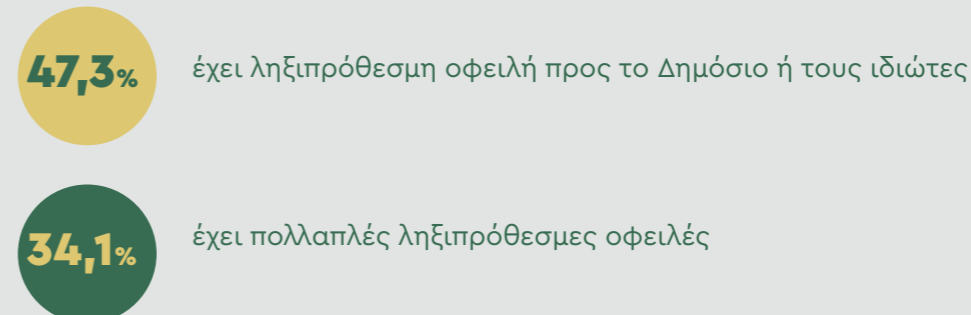 47,3%
έχει ληξιπρόθεσμη οφειλή προς το Δημόσιο ή τους ιδιώτες
34,1%
έχει πολλαπλές ληξιπρόθεσμες οφειλές